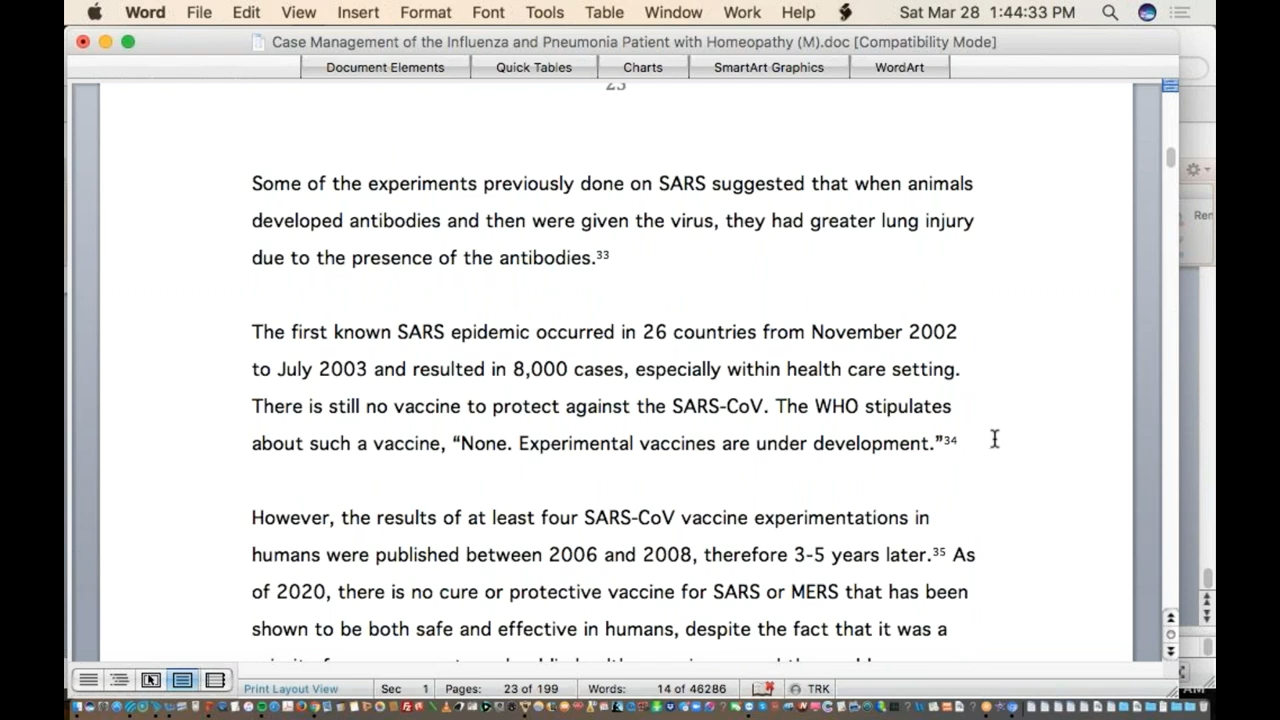 Word File Edit View Insert Format Font Tools Table Window Work Help Sat Mar 28 1:44:33 PM
Case Management of the Influenza and Pneumonia Patient with Homeopathy (M).doc [Compatibility Mode]
Document Elements Quick Tables Charts SmartArt Graphics WordArt
23
Some of the experiments previously done on SARS suggested that when animals
developed antibodies and then were given the virus, they had greater lung injury
due to the presence of the antibodies.³³
The first known SARS epidemic occurred in 26 countries from November 2002
to July 2003 and resulted in 8,000 cases, especially within health care setting.
There is still no vaccine to protect against the SARS-CoV. The WHO stipulates
about such a vaccine, “None. Experimental vaccines are under development.”³⁴
However, the results of at least four SARS-CoV vaccine experimentations in
humans were published between 2006 and 2008, therefore 3-5 years later.³⁵ As
of 2020, there is no cure or protective vaccine for SARS or MERS that has been
shown to be both safe and effective in humans, despite the fact that it was a
Print Layout View Sec 1 Pages: 23 of 199 Words: 14 of 46286 TRK
Ren
AM